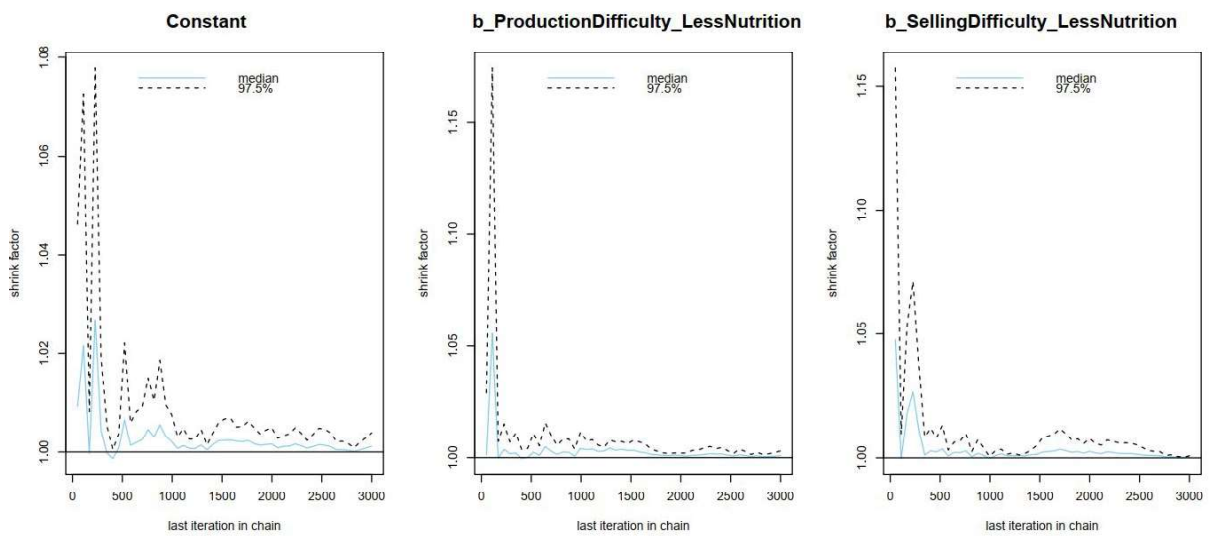 Constant
median
97.5%
shrink factor
1.00 1.02 1.04 1.06 1.08
0 500 1000 1500 2000 2500 3000
last iteration in chain
b_ProductionDifficulty_LessNutrition
median
97.5%
shrink factor
1.00 1.05 1.10 1.15
0 500 1000 1500 2000 2500 3000
last iteration in chain
b_SellingDifficulty_LessNutrition
median
97.5%
shrink factor
1.00 1.05 1.10 1.15
0 500 1000 1500 2000 2500 3000
last iteration in chain